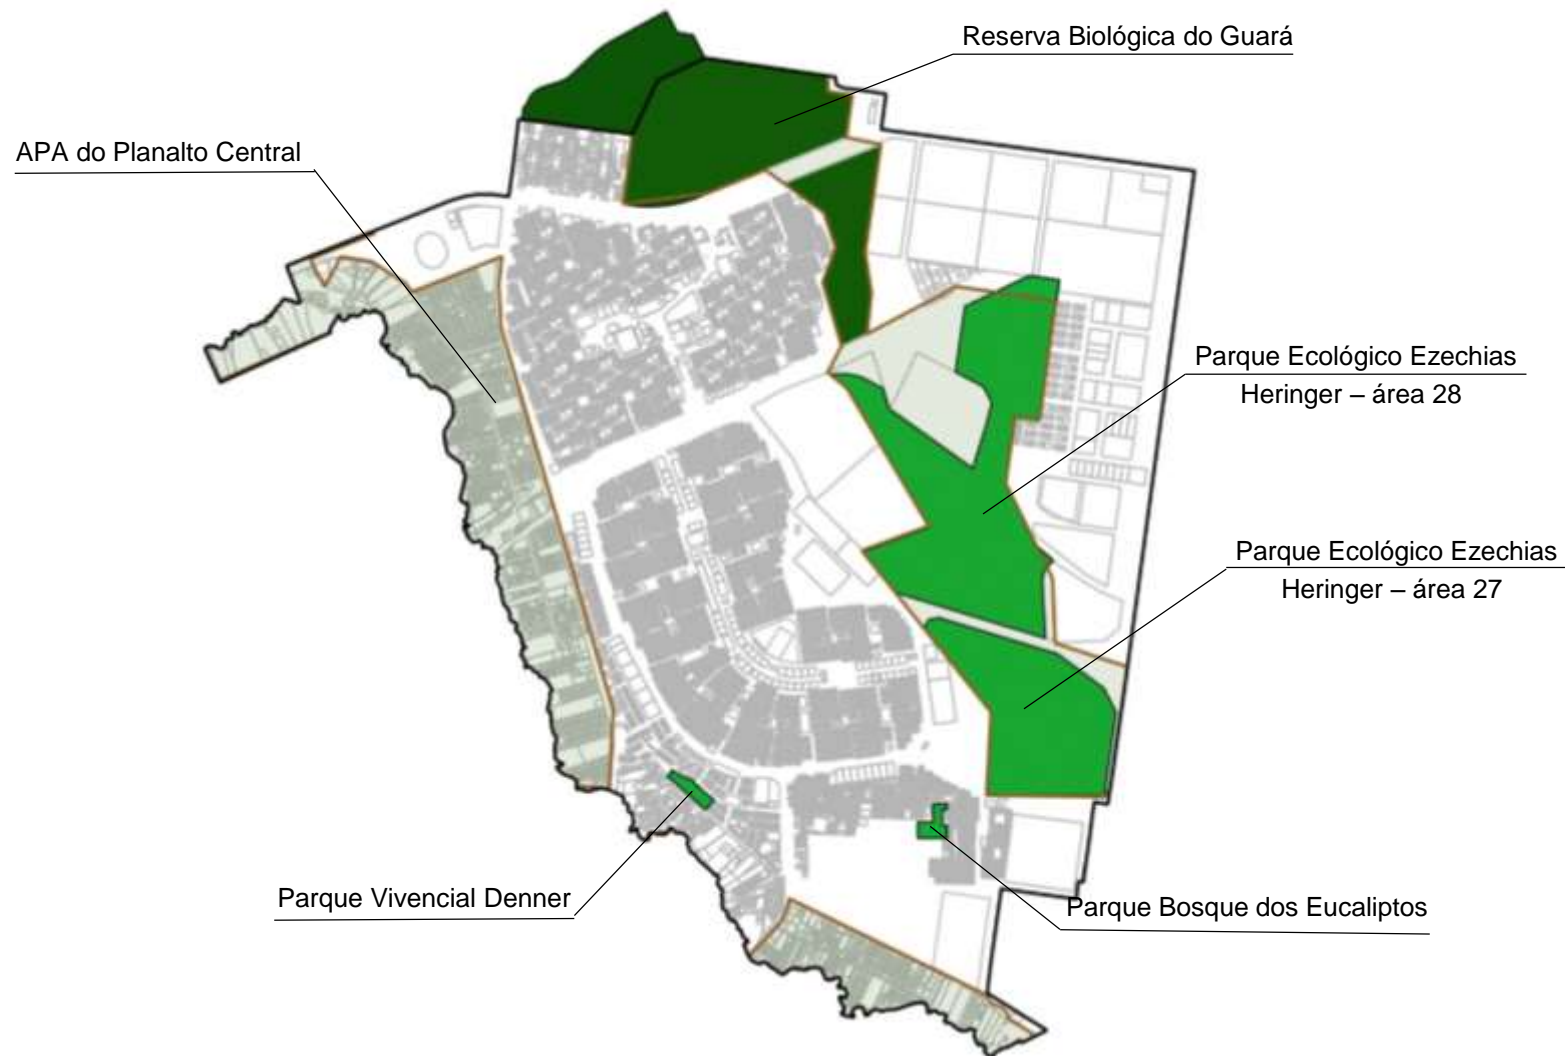 Reserva Biológica do Guará
APA do Planalto Central
Parque Ecológico Ezechias
Heringer – área 28
Parque Ecológico Ezechias
Heringer – área 27
Parque Vivencial Denner
Parque Bosque dos Eucaliptos